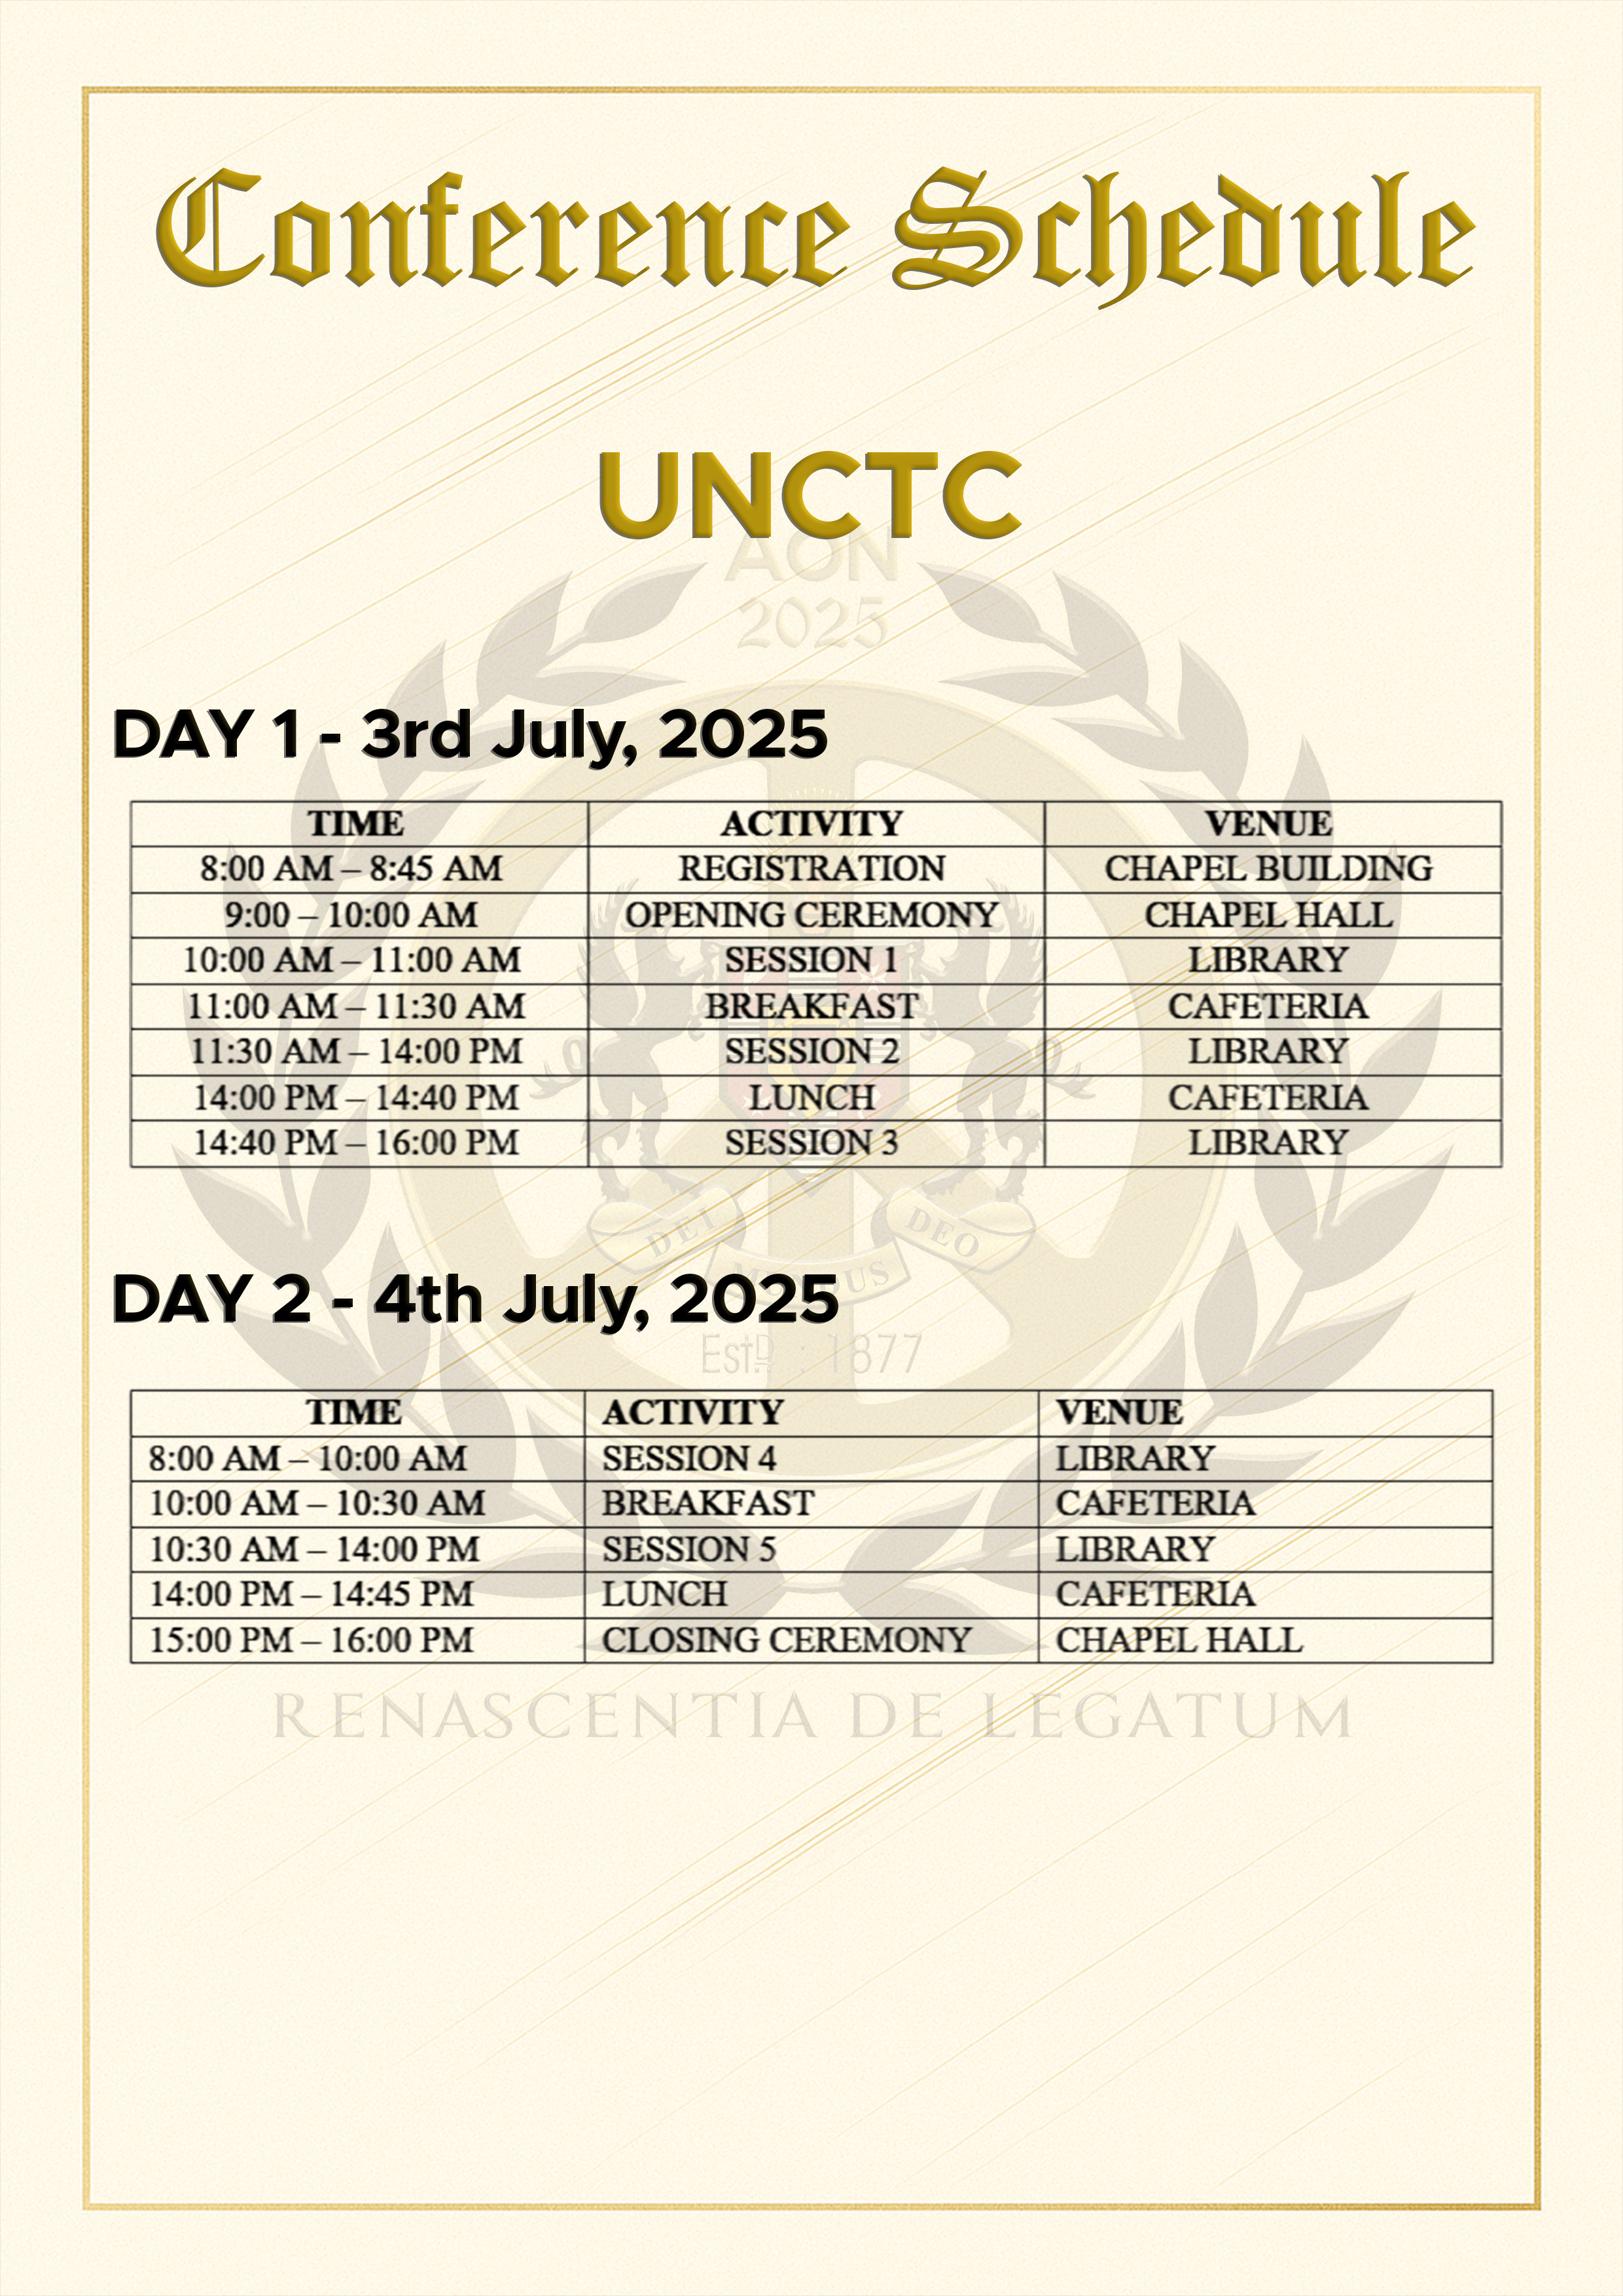 Conference Schedule
UNCTC
AON
2025
DAY 1 - 3rd July, 2025
TIME ACTIVITY VENUE
8:00 AM – 8:45 AM REGISTRATION CHAPEL BUILDING
9:00 – 10:00 AM OPENING CEREMONY CHAPEL HALL
10:00 AM – 11:00 AM SESSION 1 LIBRARY
11:00 AM – 11:30 AM BREAKFAST CAFETERIA
11:30 AM – 14:00 PM SESSION 2 LIBRARY
14:00 PM – 14:40 PM LUNCH CAFETERIA
14:40 PM – 16:00 PM SESSION 3 LIBRARY
DEI DEO
DAY 2 - 4th July, 2025
Estᴰ. : 1877
TIME ACTIVITY VENUE
8:00 AM – 10:00 AM SESSION 4 LIBRARY
10:00 AM – 10:30 AM BREAKFAST CAFETERIA
10:30 AM – 14:00 PM SESSION 5 LIBRARY
14:00 PM – 14:45 PM LUNCH CAFETERIA
15:00 PM – 16:00 PM CLOSING CEREMONY CHAPEL HALL
RENASCENTIA DE LEGATUM